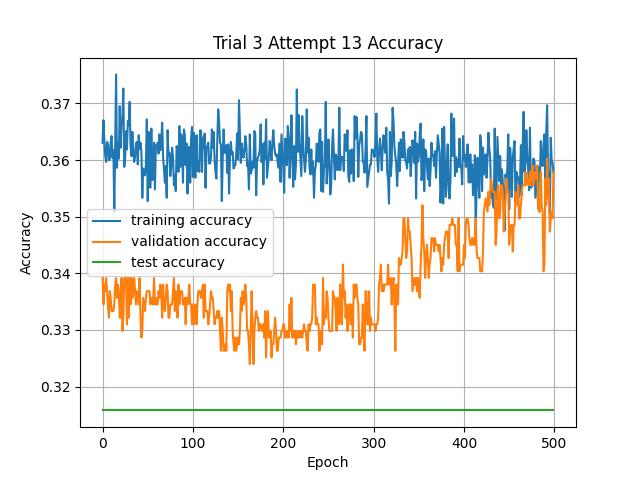 Trial 3 Attempt 13 Accuracy
0.37
0.36
0.35
0.34
0.33
0.32
Accuracy
training accuracy
validation accuracy
test accuracy
0 100 200 300 400 500
Epoch